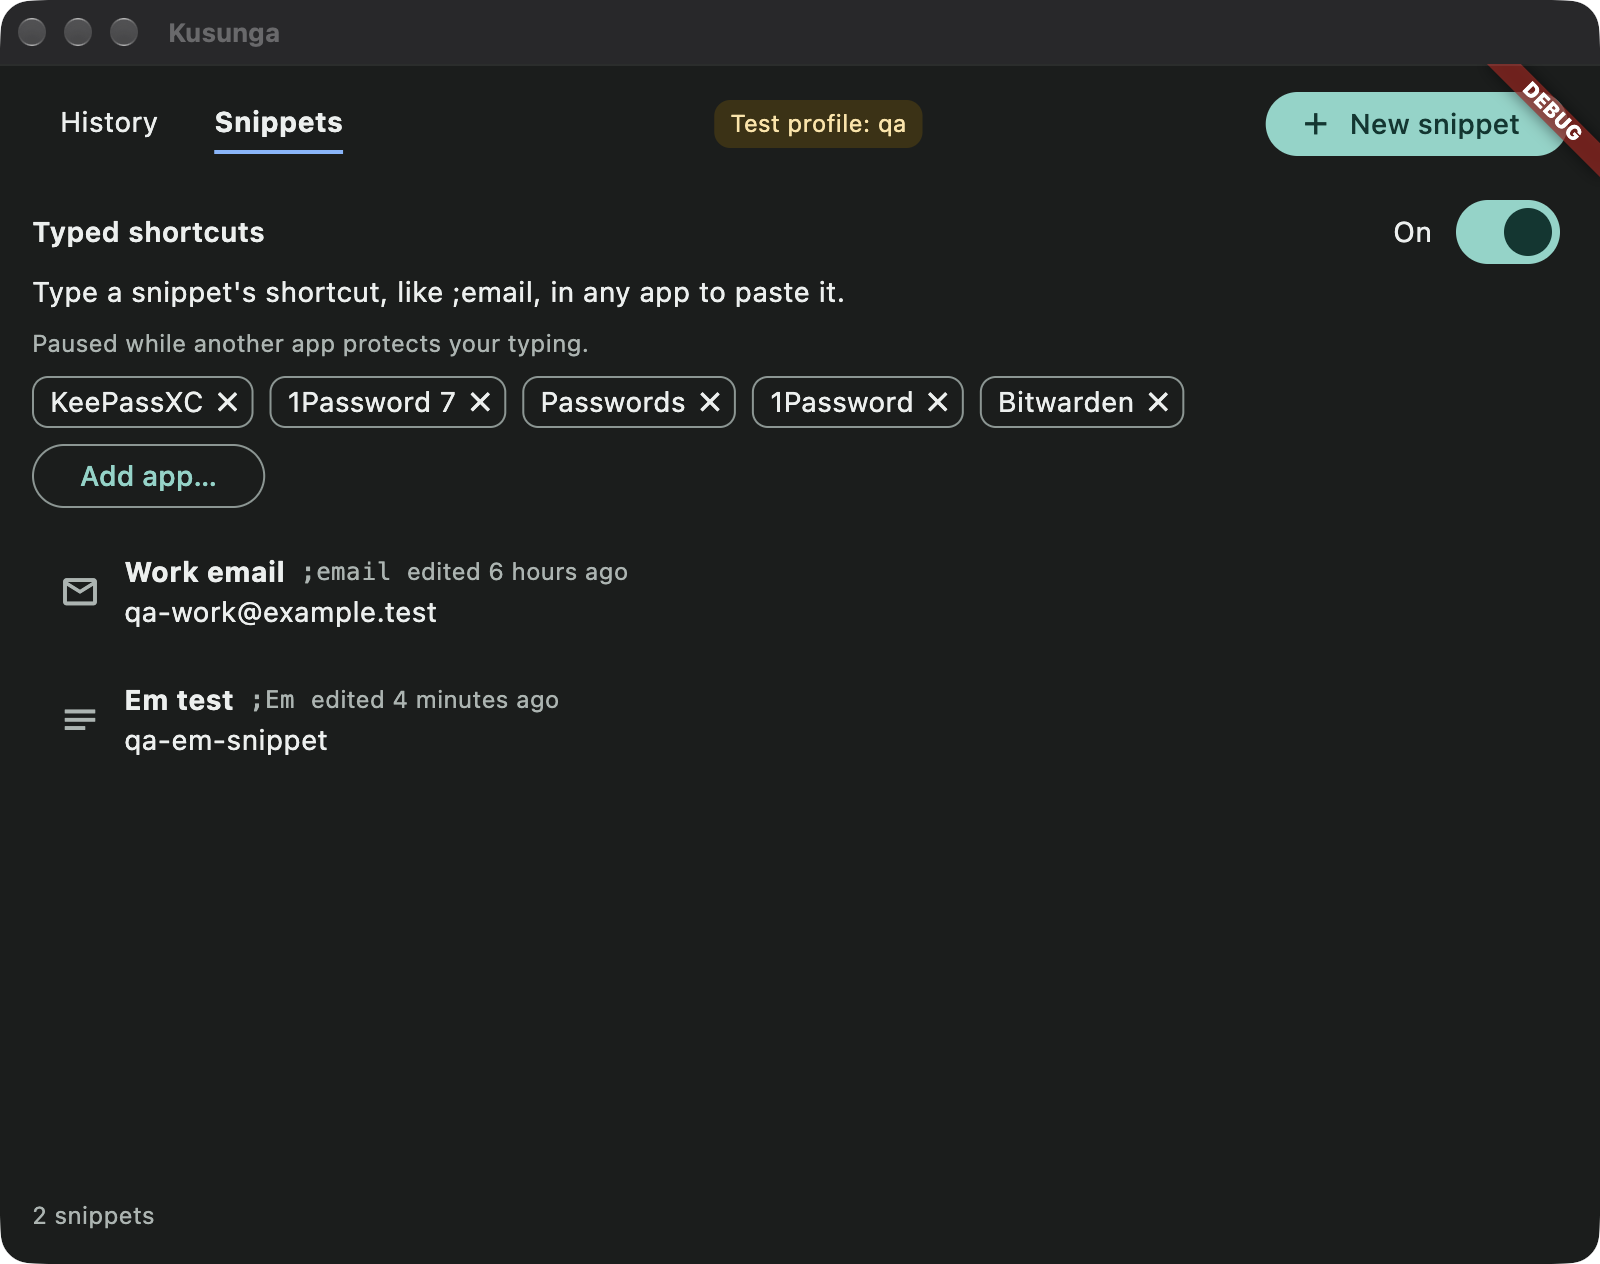 Kusunga
History Snippets Test profile: qa + New snippet
DEBUG
Typed shortcuts On
Type a snippet's shortcut, like ;email, in any app to paste it.
Paused while another app protects your typing.
KeePassXC 1Password 7 Passwords 1Password Bitwarden
Add app...
Work email ;email edited 6 hours ago
qa-work@example.test
Em test ;Em edited 4 minutes ago
qa-em-snippet
2 snippets